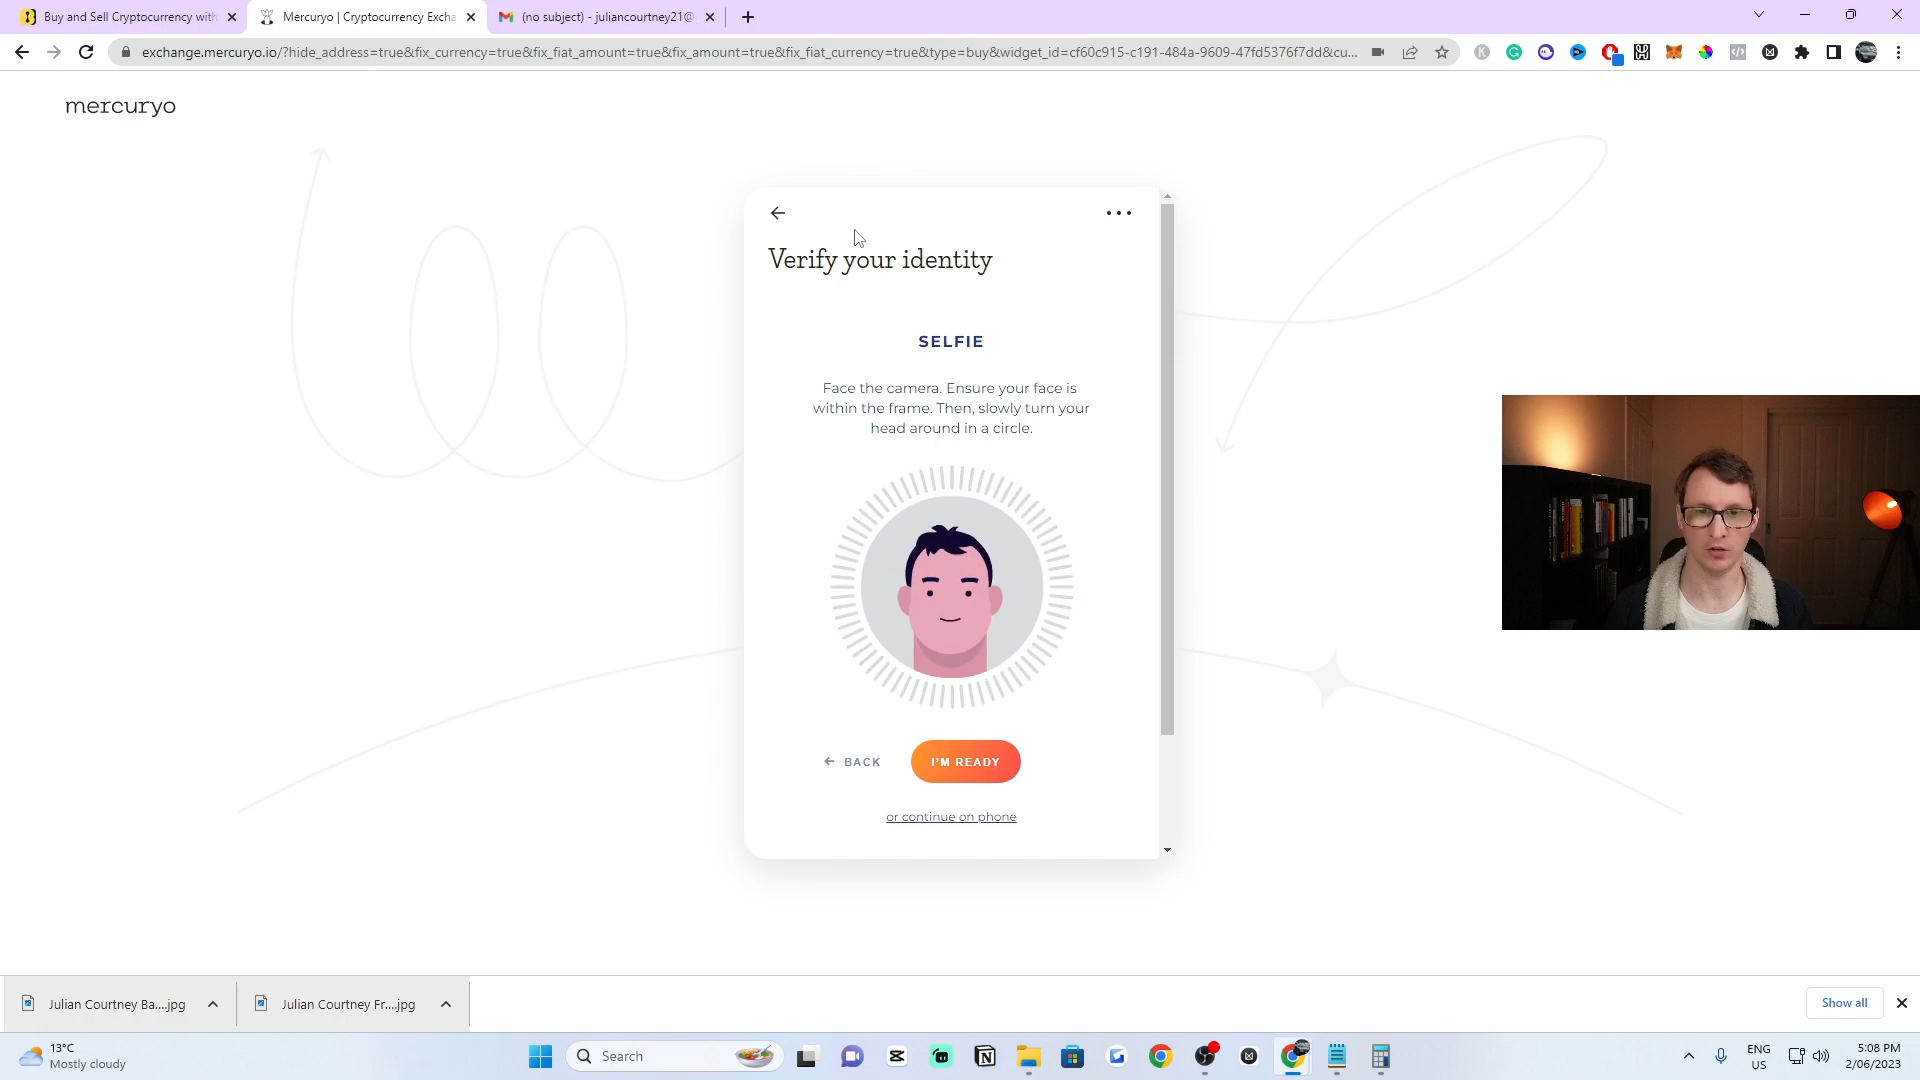 Buy and Sell Cryptocurrency with
Mercuryo | Cryptocurrency Excha
(no subject) - juliancourtney21@
exchange.mercuryo.io/?hide_address=true&fix_currency=true&fix_fiat_amount=true&fix_amount=true&fix_fiat_currency=true&type=buy&widget_id=cf60c915-c191-484a-9609-47fd5376f7dd&cu...
mercuryo
Verify your identity
SELFIE
Face the camera. Ensure your face is
within the frame. Then, slowly turn your
head around in a circle.
BACK
I'M READY
or continue on phone
Julian Courtney Ba....jpg
Julian Courtney Fr....jpg
Show all
13°C
Mostly cloudy
Search
ENG
US
5:08 PM
2/06/2023